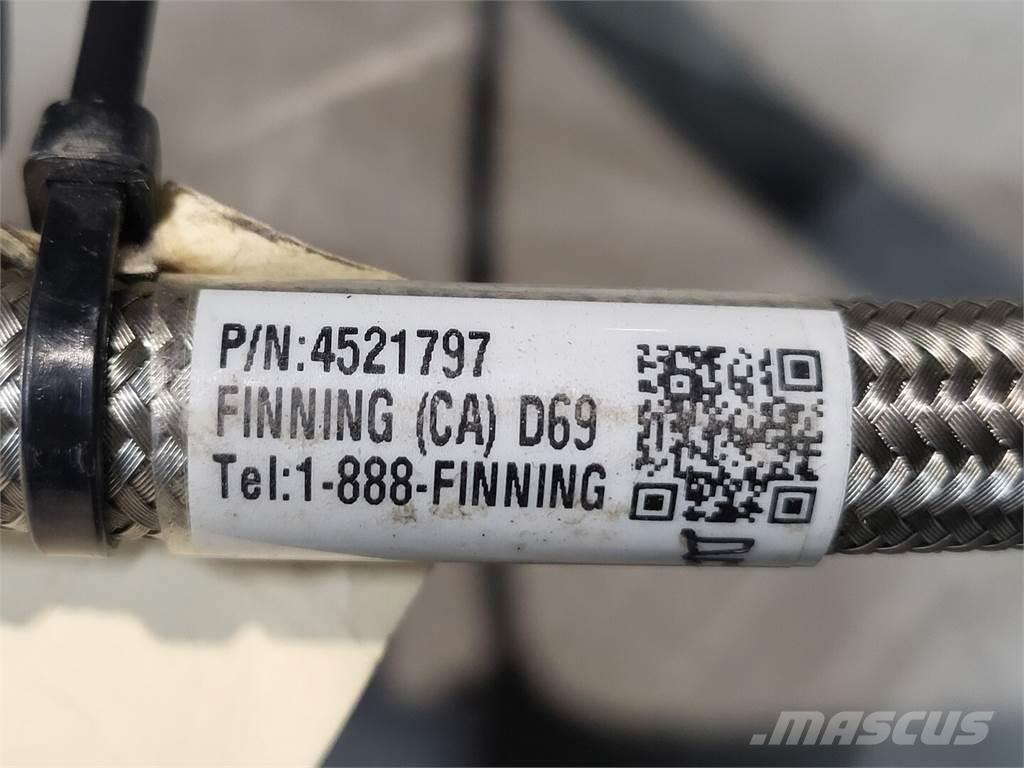 P/N:4521797
FINNING (CA) D69
Tel:1-888-FINNING
.MASCUS